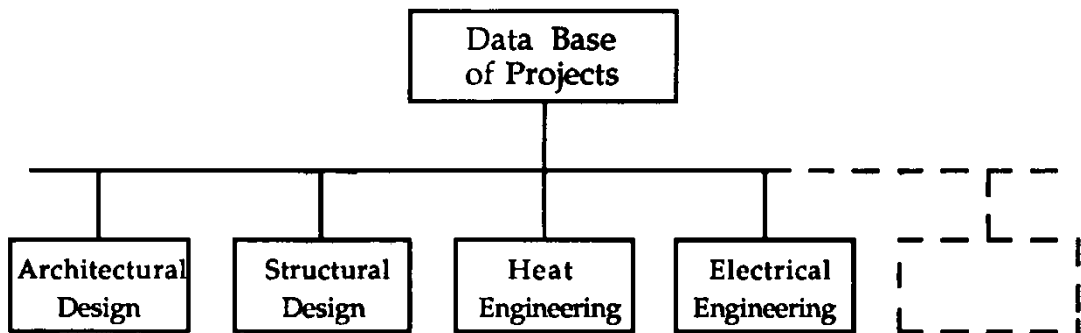 Data Base
of Projects
Architectural
Design
Structural
Design
Heat
Engineering
Electrical
Engineering